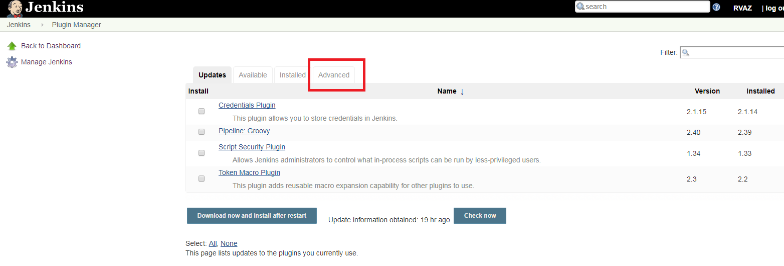 Jenkins
search
RVAZ | log ou
Jenkins Plugin Manager
Back to Dashboard
Manage Jenkins
Filter:
Updates Available Installed Advanced
Install Name ↓ Version Installed
Credentials Plugin 2.1.15 2.1.14
This plugin allows you to store credentials in Jenkins.
Pipeline: Groovy 2.40 2.39
Script Security Plugin 1.34 1.33
Allows Jenkins administrators to control what in-process scripts can be run by less-privileged users.
Token Macro Plugin 2.3 2.2
This plugin adds reusable macro expansion capability for other plugins to use.
Download now and install after restart Update information obtained: 19 hr ago Check now
Select: All, None
This page lists updates to the plugins you currently use.